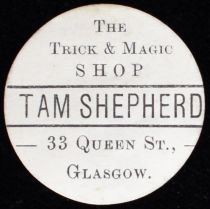 The
Trick & Magic
SHOP
TAM SHEPHERD
— 33 Queen St., —
Glasgow.